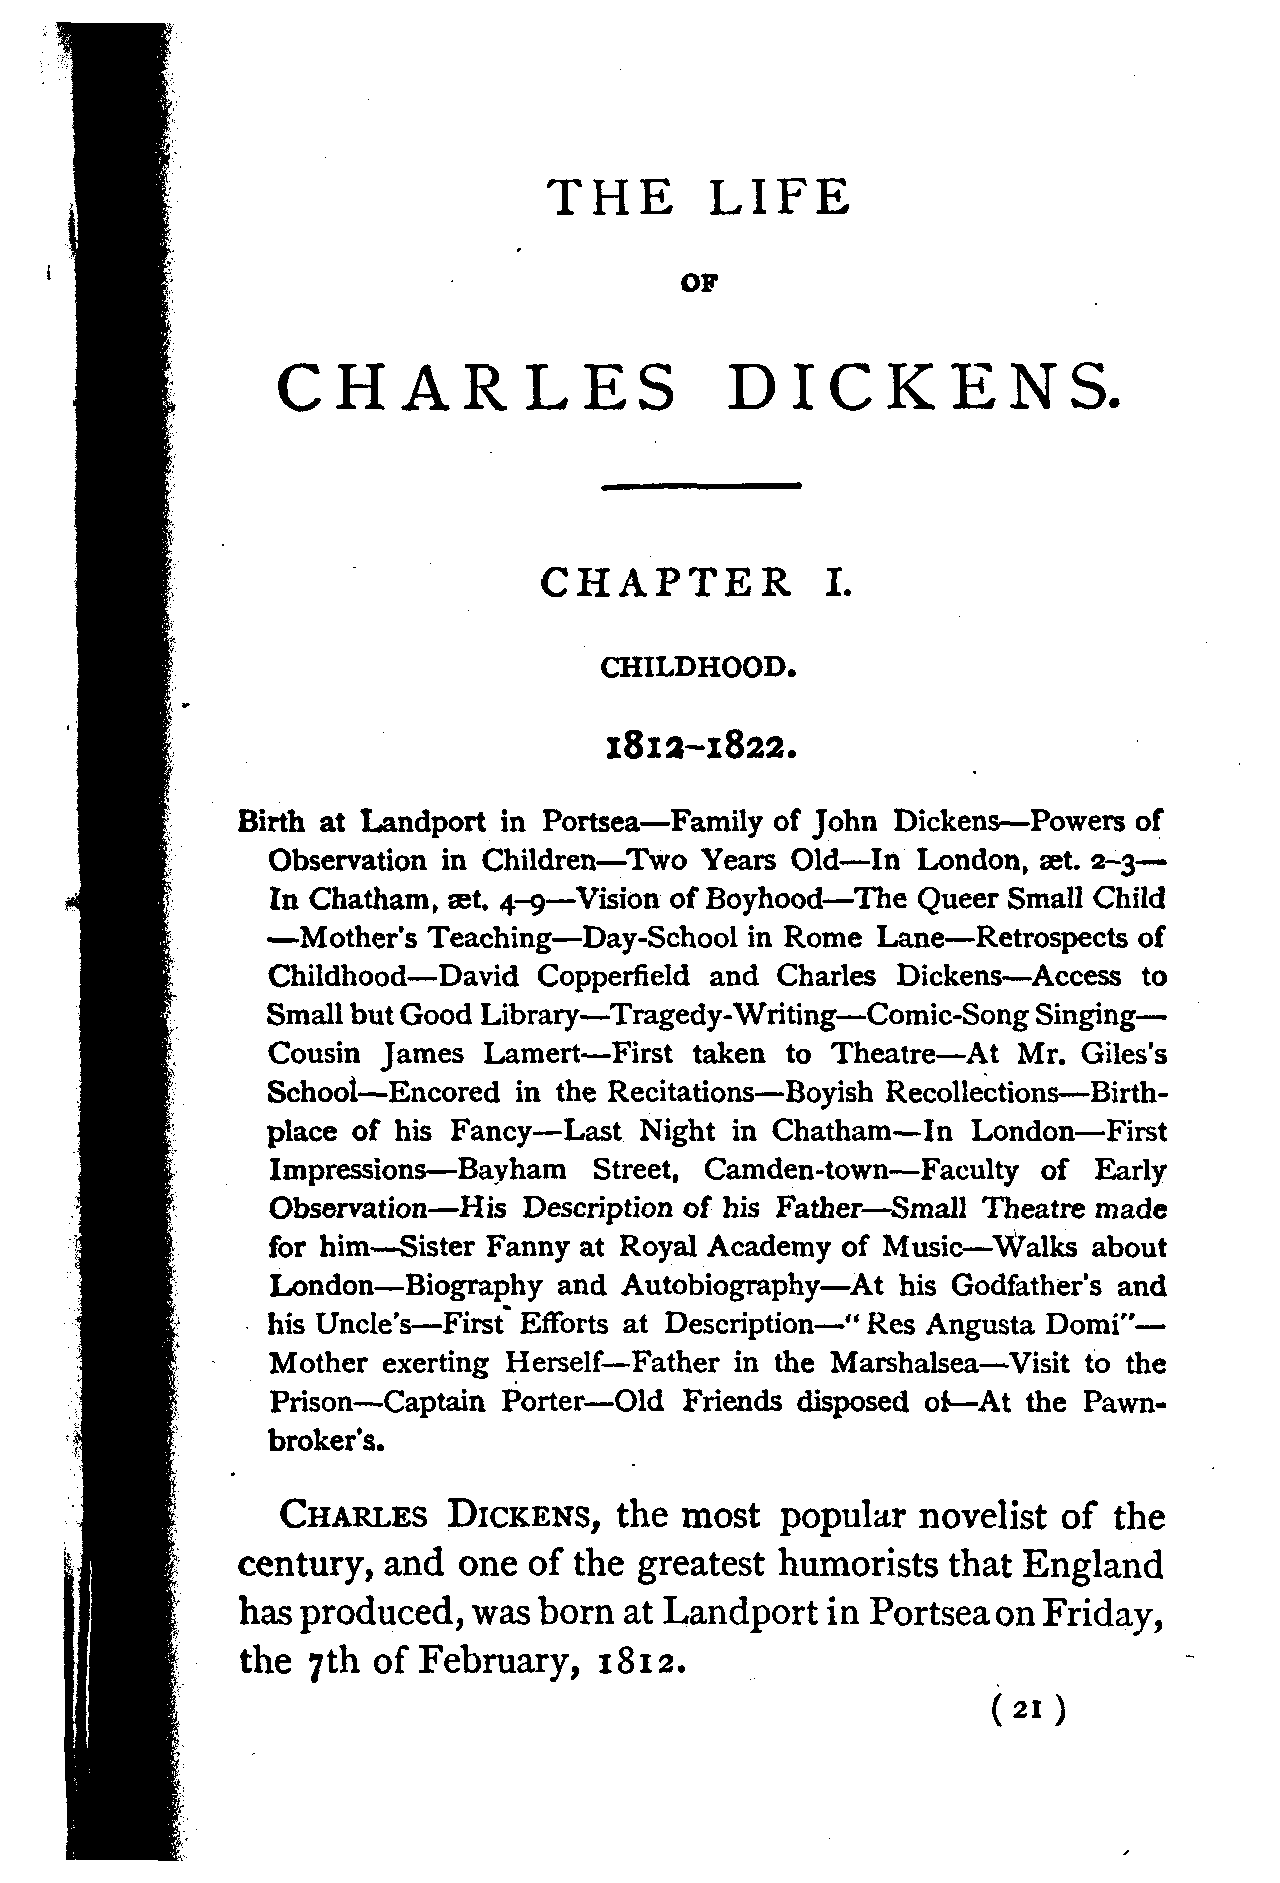 THE LIFE
OF
CHARLES DICKENS.
CHAPTER I.
CHILDHOOD.
1812–1822.
Birth at Landport in Portsea—Family of John Dickens—Powers of
Observation in Children—Two Years Old—In London, æt. 2–3—
In Chatham, æt. 4–9—Vision of Boyhood—The Queer Small Child
—Mother's Teaching—Day-School in Rome Lane—Retrospects of
Childhood—David Copperfield and Charles Dickens—Access to
Small but Good Library—Tragedy-Writing—Comic-Song Singing—
Cousin James Lamert—First taken to Theatre—At Mr. Giles's
School—Encored in the Recitations—Boyish Recollections—Birth-
place of his Fancy—Last Night in Chatham—In London—First
Impressions—Bayham Street, Camden-town—Faculty of Early
Observation—His Description of his Father—Small Theatre made
for him—Sister Fanny at Royal Academy of Music—Walks about
London—Biography and Autobiography—At his Godfather's and
his Uncle's—First Efforts at Description—"Res Angusta Domi"—
Mother exerting Herself—Father in the Marshalsea—Visit to the
Prison—Captain Porter—Old Friends disposed of—At the Pawn-
broker's.
CHARLES DICKENS, the most popular novelist of the
century, and one of the greatest humorists that England
has produced, was born at Landport in Portsea on Friday,
the 7th of February, 1812.
( 21 )